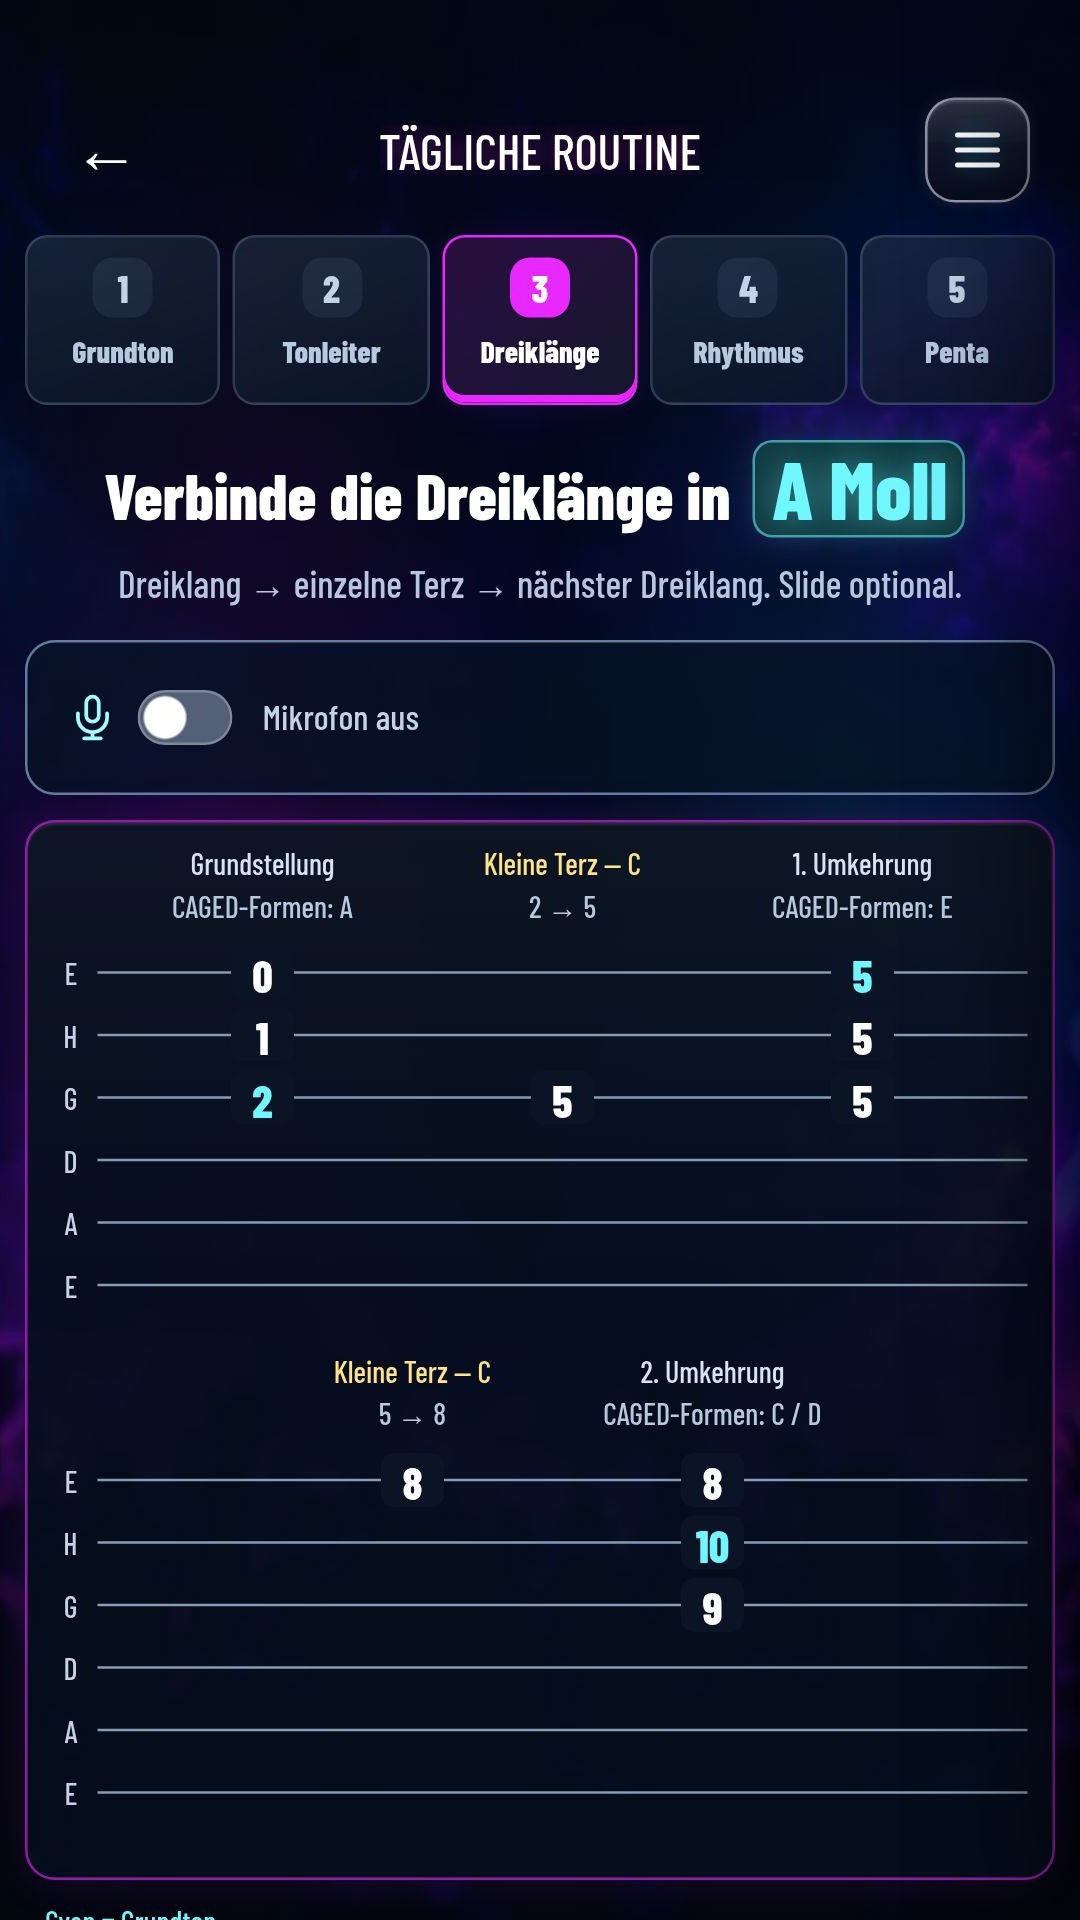 ←
TÄGLICHE ROUTINE
1 2 3 4 5
Grundton Tonleiter Dreiklänge Rhythmus Penta
Verbinde die Dreiklänge in A Moll
Dreiklang → einzelne Terz → nächster Dreiklang. Slide optional.
Mikrofon aus
Grundstellung Kleine Terz – C 1. Umkehrung
CAGED-Formen: A 2 → 5 CAGED-Formen: E
E 0 5
H 1 5
G 2 5 5
D
A
E
Kleine Terz – C 2. Umkehrung
5 → 8 CAGED-Formen: C / D
E 8 8
H 10
G 9
D
A
E
Cyan = Grundton